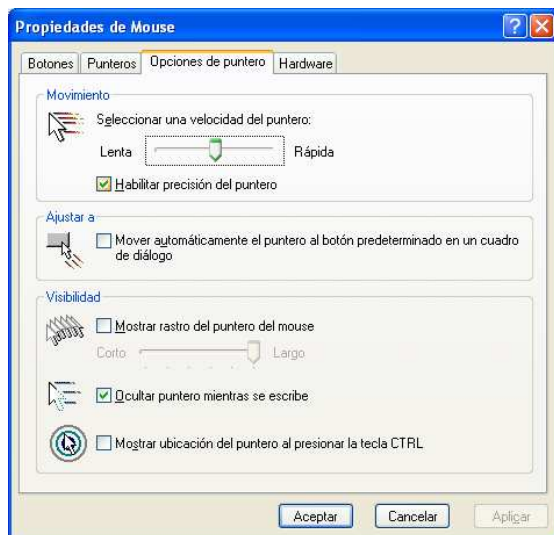 Propiedades de Mouse
Botones Punteros Opciones de puntero Hardware
Movimiento
Seleccionar una velocidad del puntero:
Lenta Rápida
Habilitar precisión del puntero
Ajustar a
Mover automáticamente el puntero al botón predeterminado en un cuadro
de diálogo
Visibilidad
Mostrar rastro del puntero del mouse
Corto Largo
Ocultar puntero mientras se escribe
Mostrar ubicación del puntero al presionar la tecla CTRL
Aceptar Cancelar Aplicar